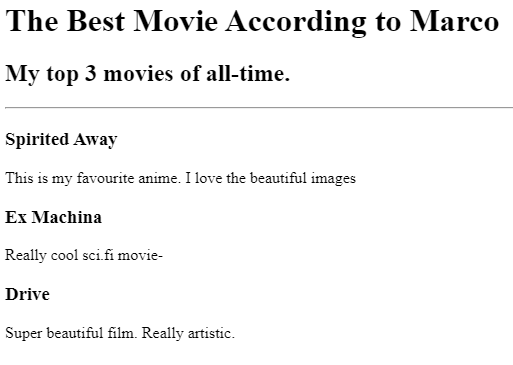 The Best Movie According to Marco
My top 3 movies of all-time.
Spirited Away
This is my favourite anime. I love the beautiful images
Ex Machina
Really cool sci.fi movie-
Drive
Super beautiful film. Really artistic.